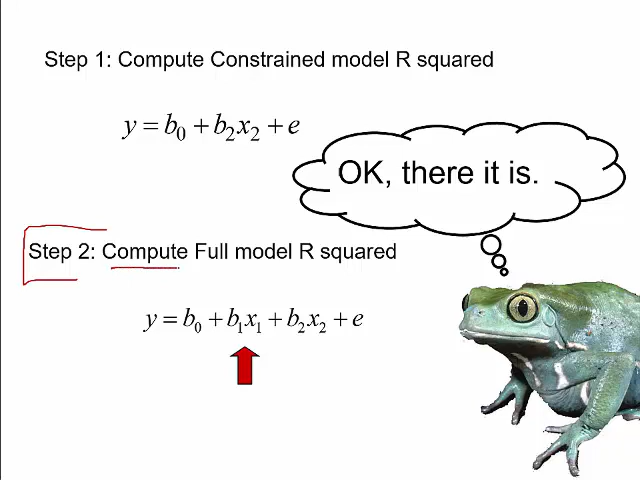 Step 1: Compute Constrained model R squared
y = b₀ + b₂x₂ + e
OK, there it is.
Step 2: Compute Full model R squared
y = b₀ + b₁x₁ + b₂x₂ + e